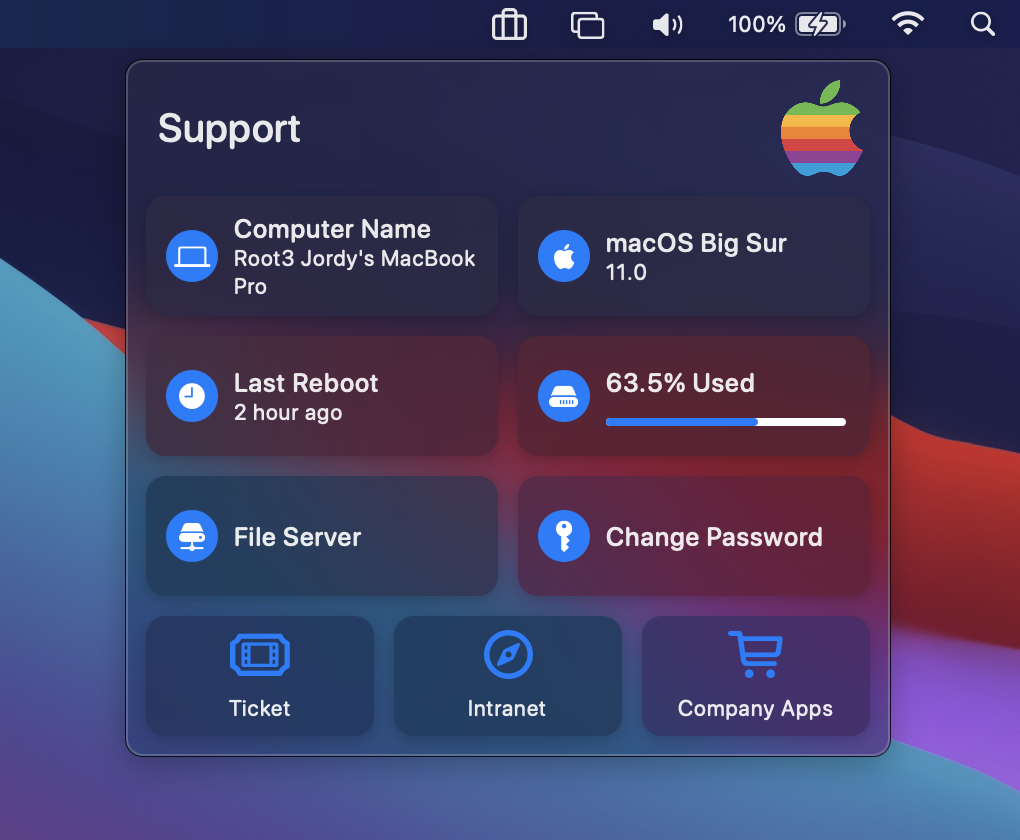 100%
Support
Computer Name
Root3 Jordy's MacBook
Pro
macOS Big Sur
11.0
Last Reboot
2 hour ago
63.5% Used
File Server
Change Password
Ticket
Intranet
Company Apps